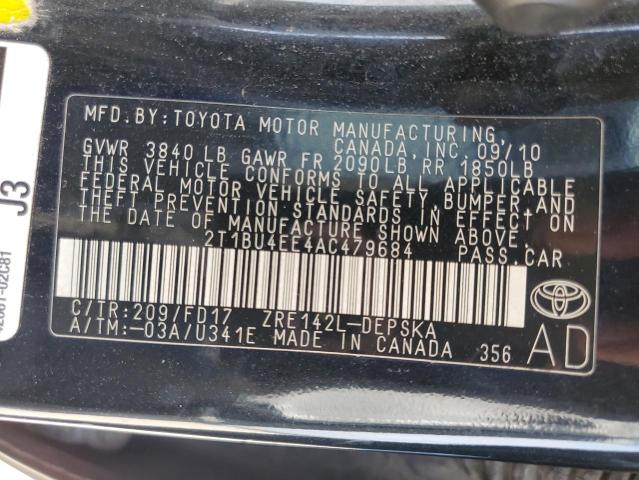 MFD. BY: TOYOTA MOTOR MANUFACTURING,
CANADA, INC. 09/10
GVWR 3840 LB GAWR FR 2090LB RR 1850LB
THIS VEHICLE CONFORMS TO ALL APPLICABLE
FEDERAL MOTOR VEHICLE SAFETY, BUMPER, AND
THEFT PREVENTION STANDARDS IN EFFECT ON
THE DATE OF MANUFACTURE SHOWN ABOVE.
2T1BU4EE4AC479684 PASS. CAR
C/TR: 209/FD17 ZRE142L-DEPSKA
A/TM: -03A/U341E MADE IN CANADA 356
AD
J3